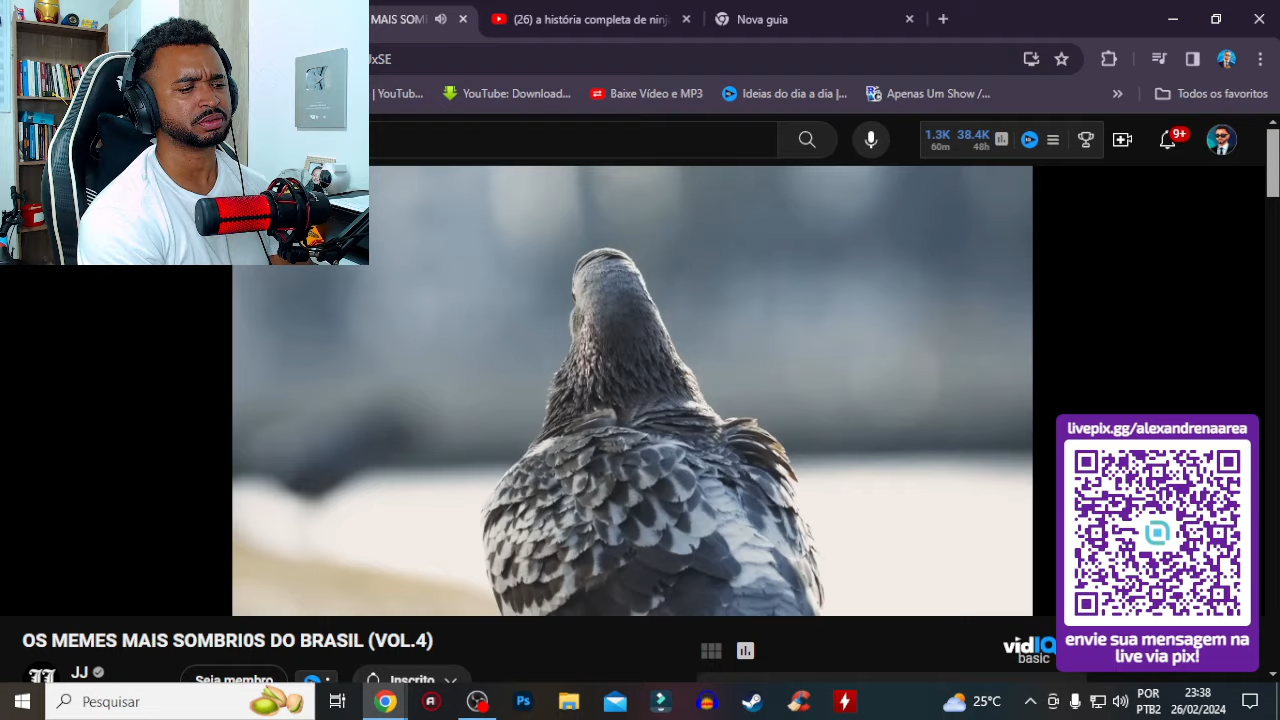 MAIS SOMI
(26) a história completa de ninj
Nova guia
JxSE
| YouTub...
YouTube: Download...
Baixe Vídeo e MP3
Ideias do dia a dia |...
Apenas Um Show /...
»
Todos os favoritos
1.3K 38.4K
60m 48h
9+
livepix.gg/alexandrenaarea
envie sua mensagem na
live via pix!
OS MEMES MAIS SOMBRI0S DO BRASIL (VOL.4)
vidIQ
basic
JJ
Seja membro
Inscrito
Pesquisar
Ps
25°C
POR
PTB2
23:38
26/02/2024